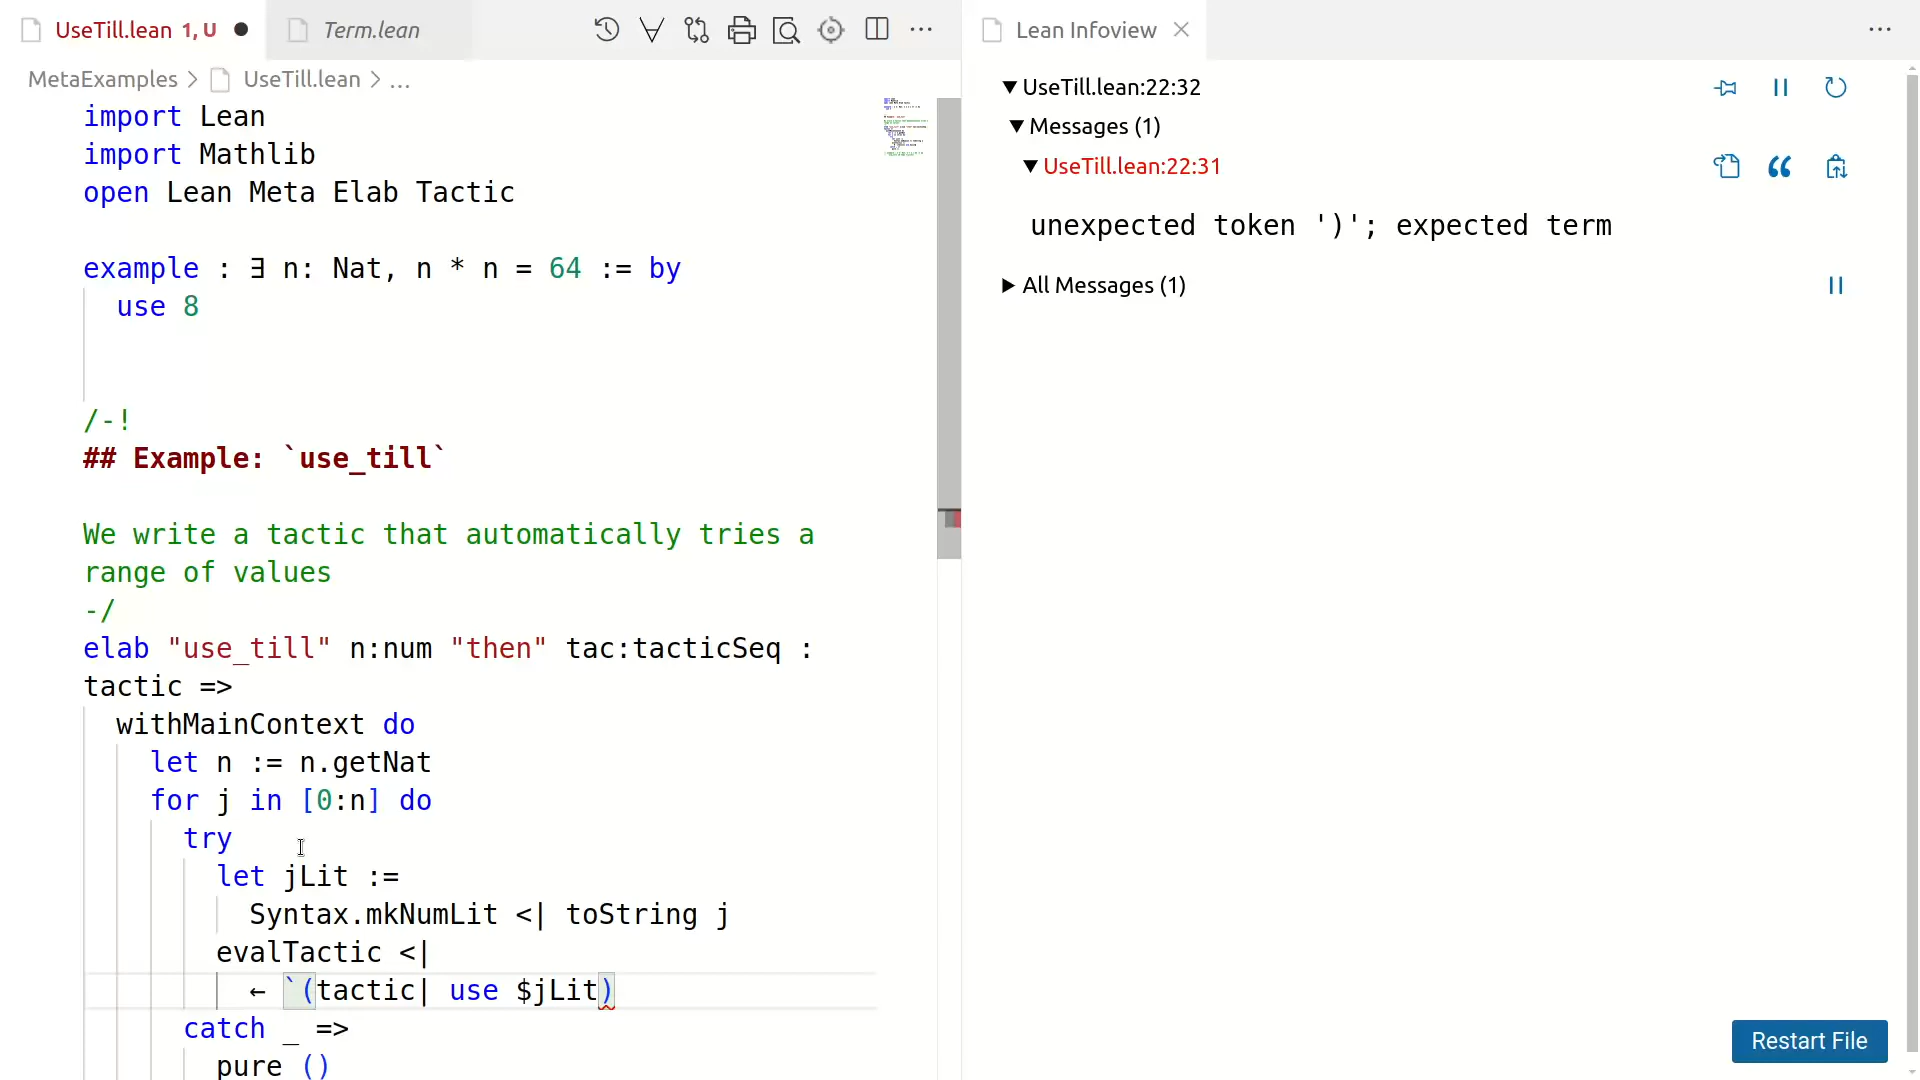 UseTill.lean 1, U
Term.lean
Lean Infoview
MetaExamples > UseTill.lean > ...
import Lean
import Mathlib
open Lean Meta Elab Tactic
example : ∃ n: Nat, n * n = 64 := by
use 8
/-!
## Example: `use_till`
We write a tactic that automatically tries a
range of values
-/
elab "use_till" n:num "then" tac:tacticSeq :
tactic =>
withMainContext do
let n := n.getNat
for j in [0:n] do
try
let jLit :=
Syntax.mkNumLit <| toString j
evalTactic <|
← `(tactic| use $jLit)
catch _ =>
pure ()
UseTill.lean:22:32
Messages (1)
UseTill.lean:22:31
unexpected token ')'; expected term
All Messages (1)
Restart File